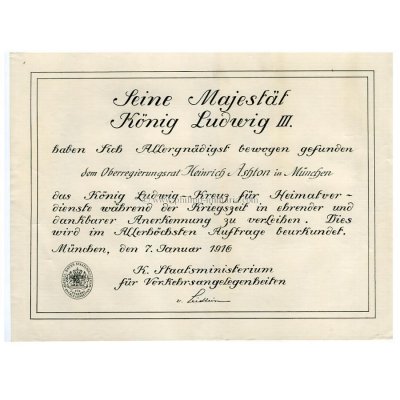 Seine Majestät
König Ludwig III.
haben Sich Allergnädigst bewogen gefunden
dem Oberregierungsrat Heinrich Ashton in München
das König Ludwig-Kreuz für Heimatver-
dienste während der Kriegszeit in ehrender und
dankbarer Anerkennung zu verleihen. Dies
wird im Allerhöchsten Auftrage beurkundet.
München, den 7. Januar 1916
K. Staatsministerium
für Verkehrsangelegenheiten
v.